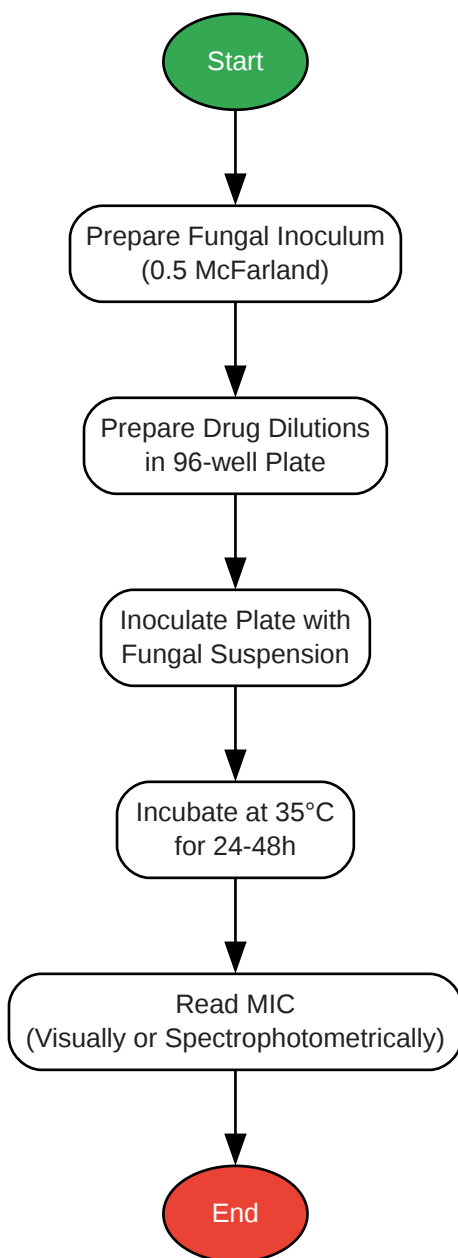 Start
Prepare Fungal Inoculum
(0.5 McFarland)
Prepare Drug Dilutions
in 96-well Plate
Inoculate Plate with
Fungal Suspension
Incubate at 35°C
for 24-48h
Read MIC
(Visually or Spectrophotometrically)
End